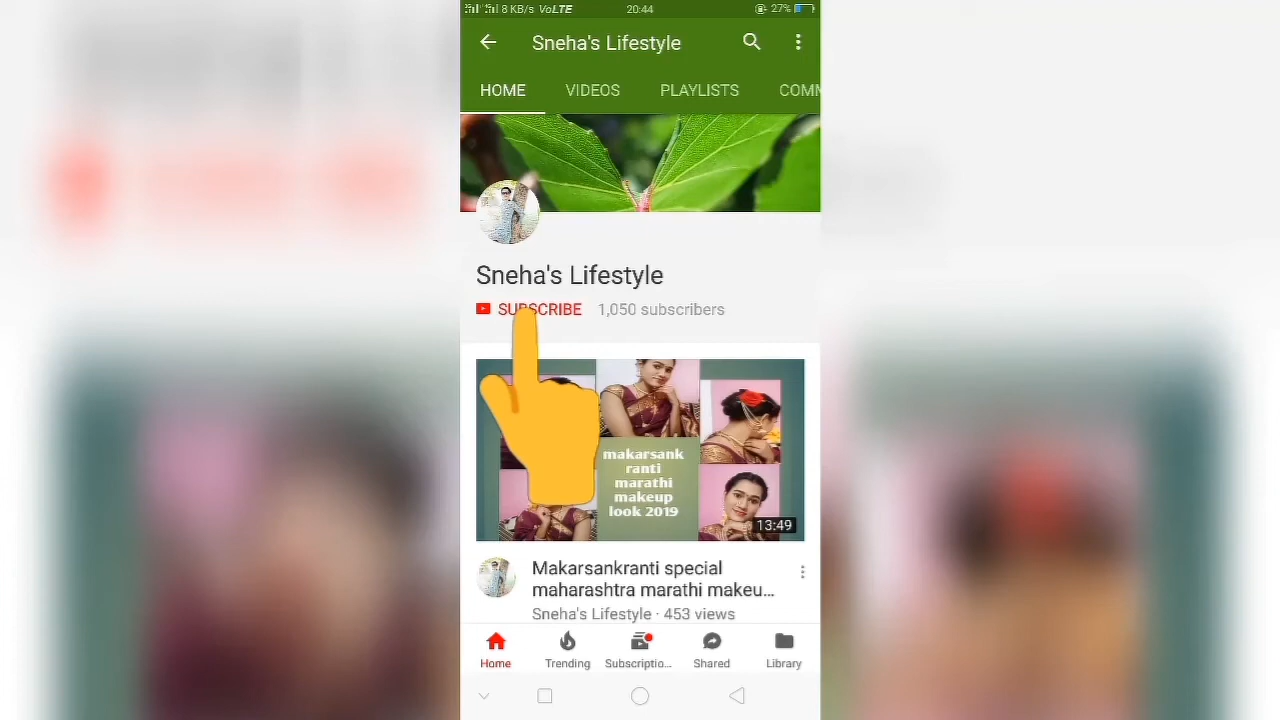 8 KB/s VoLTE 20:44 27%
Sneha's Lifestyle
HOME VIDEOS PLAYLISTS COMM
Sneha's Lifestyle
SUBSCRIBE 1,050 subscribers
makarsank
ranti
marathi
makeup
look 2019
13:49
Makarsankranti special
maharashtra marathi makeu...
Sneha's Lifestyle · 453 views
Home Trending Subscriptio... Shared Library